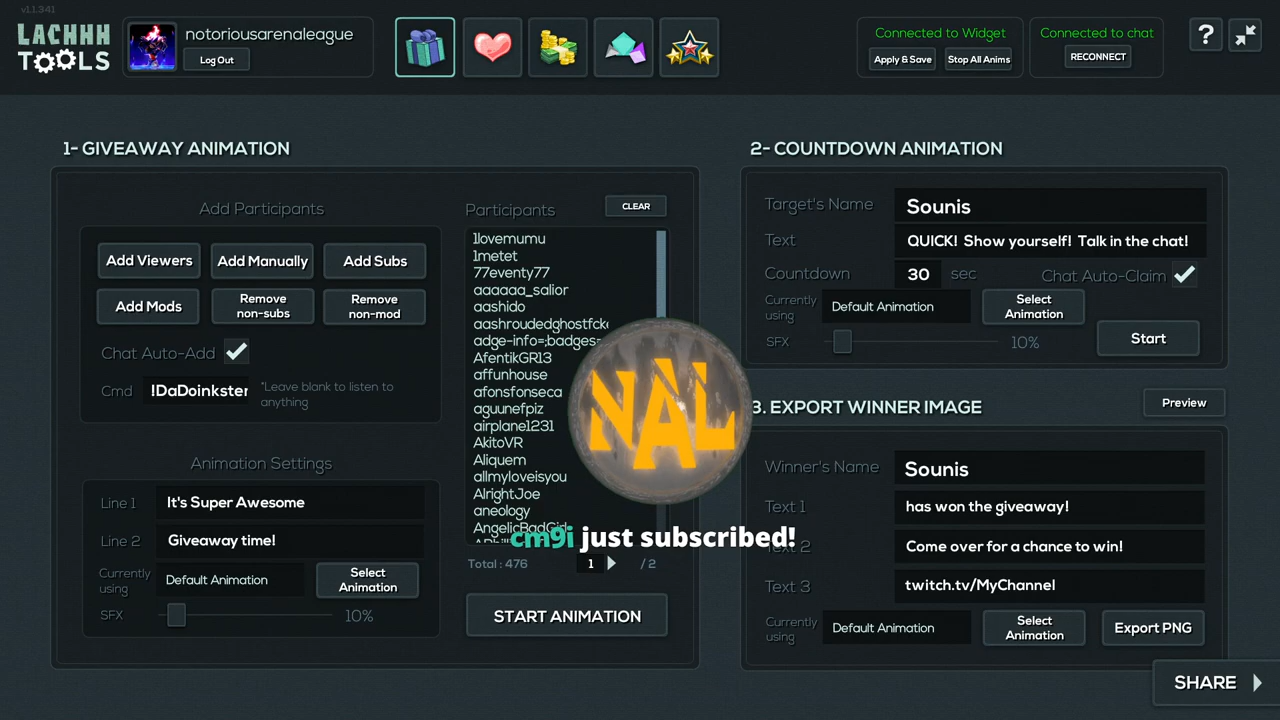 v1.1.341
LACHHH
TOOLS
notoriousarenaleague
Log Out
Connected to Widget
Apply & Save
Stop All Anims
Connected to chat
RECONNECT
?
1- GIVEAWAY ANIMATION
Add Participants
Add Viewers
Add Manually
Add Subs
Add Mods
Remove
non-subs
Remove
non-mod
Chat Auto-Add
Cmd
!DaDoinkster
*Leave blank to listen to
anything
Animation Settings
Line 1
It's Super Awesome
Line 2
Giveaway time!
Currently
using
Default Animation
Select
Animation
SFX
10%
Participants
CLEAR
1lovemumu
1metet
77eventy77
aaaaaa_salior
aashido
aashroudedghostfcke
adge-info=;badges=
AfentikGR13
affunhouse
afonsfonseca
aguunefpiz
airplane1231
AkitoVR
Aliquem
allmyloveisyou
AlrightJoe
aneology
AngelicBadGirl
NAL
cm9i just subscribed!
Total : 476
1
/ 2
START ANIMATION
2- COUNTDOWN ANIMATION
Target's Name
Sounis
Text
QUICK! Show yourself! Talk in the chat!
Countdown
30
sec
Chat Auto-Claim
Currently
using
Default Animation
Select
Animation
SFX
10%
Start
3. EXPORT WINNER IMAGE
Preview
Winner's Name
Sounis
Text 1
has won the giveaway!
Text 2
Come over for a chance to win!
Text 3
twitch.tv/MyChannel
Currently
using
Default Animation
Select
Animation
Export PNG
SHARE